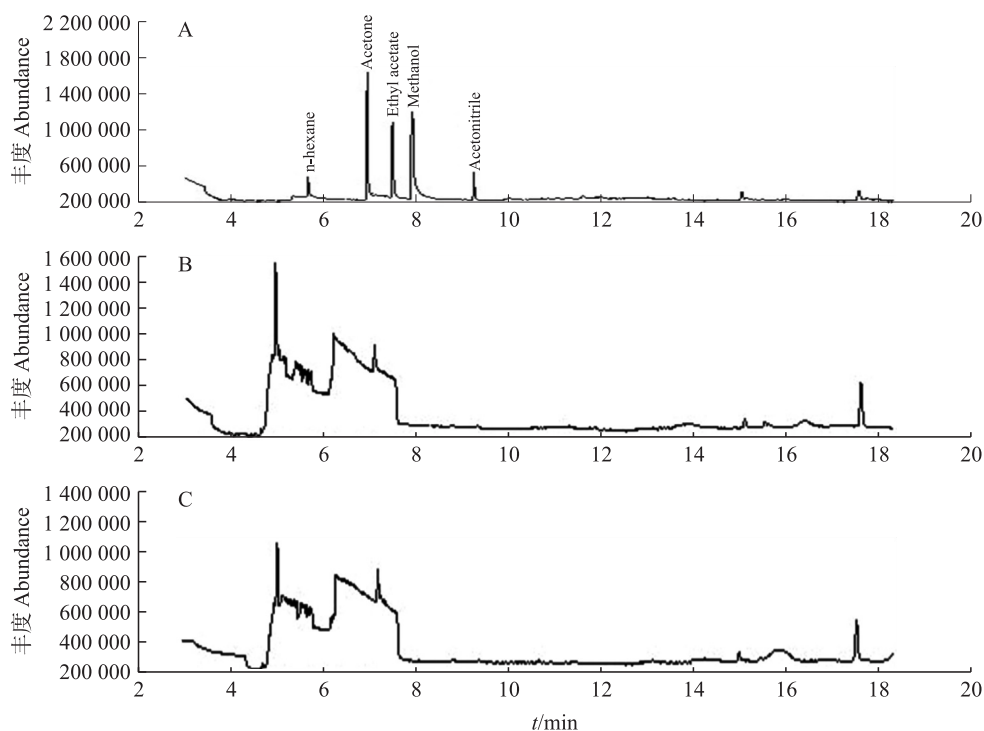 A
丰度 Abundance
2 200 000
1 800 000
1 400 000
1 000 000
600 000
200 000
n-hexane
Acetone
Ethyl acetate
Methanol
Acetonitrile
2 4 6 8 10 12 14 16 18 20
B
丰度 Abundance
1 600 000
1 400 000
1 200 000
1 000 000
800 000
600 000
400 000
200 000
2 4 6 8 10 12 14 16 18 20
C
丰度 Abundance
1 400 000
1 200 000
1 000 000
800 000
600 000
400 000
200 000
2 4 6 8 10 12 14 16 18 20
t/min